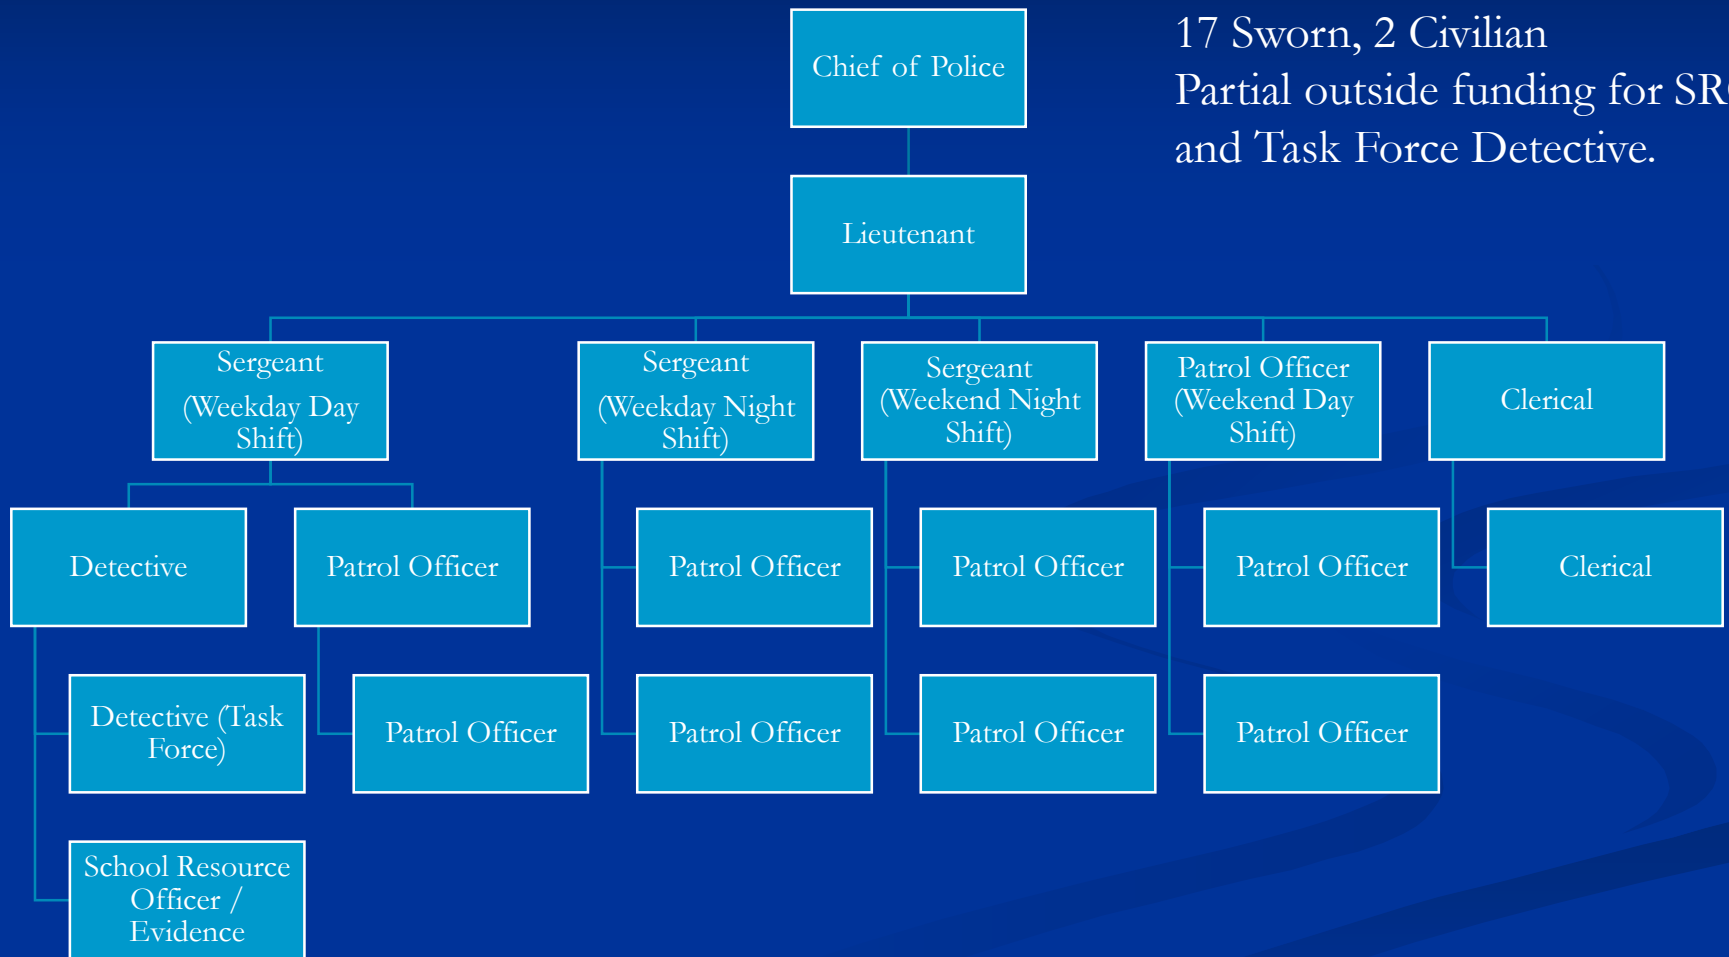 17 Sworn, 2 Civilian
Partial outside funding for SRO
and Task Force Detective.
Chief of Police
Lieutenant
Sergeant
(Weekday Day
Shift)
Sergeant
(Weekday Night
Shift)
Sergeant
(Weekend Night
Shift)
Patrol Officer
(Weekend Day
Shift)
Clerical
Detective
Patrol Officer
Patrol Officer
Patrol Officer
Patrol Officer
Clerical
Detective (Task
Force)
Patrol Officer
Patrol Officer
Patrol Officer
Patrol Officer
School Resource
Officer /
Evidence